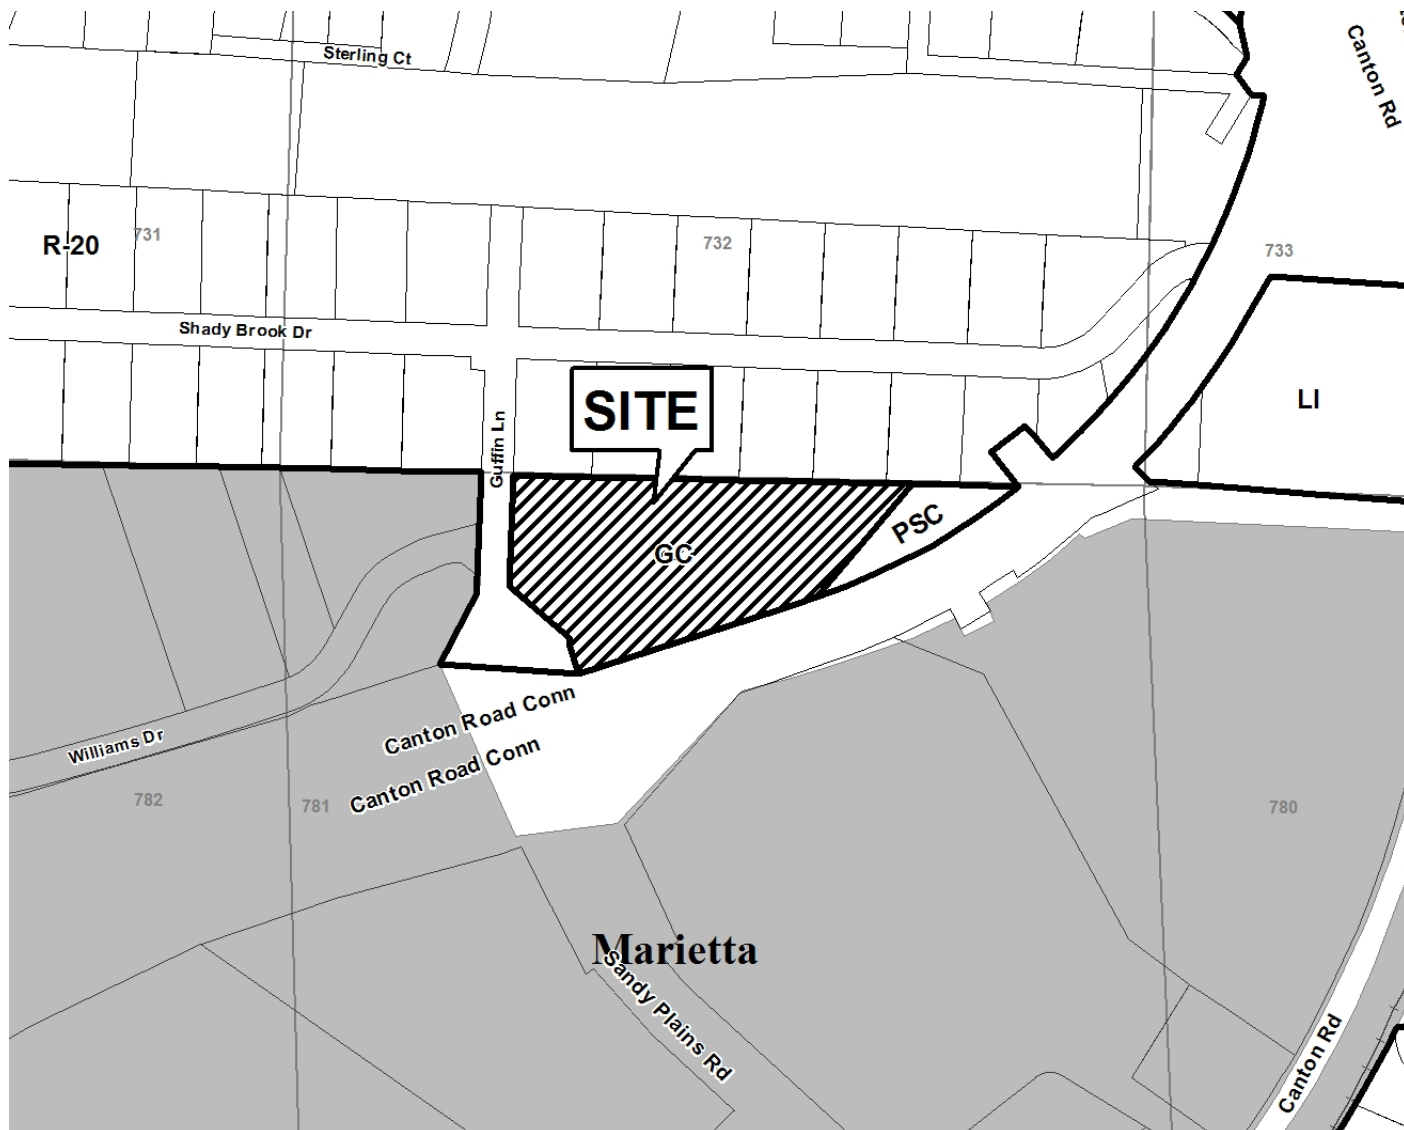 Sterling Ct
Canton Rd
R-20
731
732
733
Shady Brook Dr
SITE
LI
Guffin Ln
PSC
GC
Canton Road Conn
Williams Dr
Canton Road Conn
782
781
780
Marietta
Sandy Plains Rd
Canton Rd